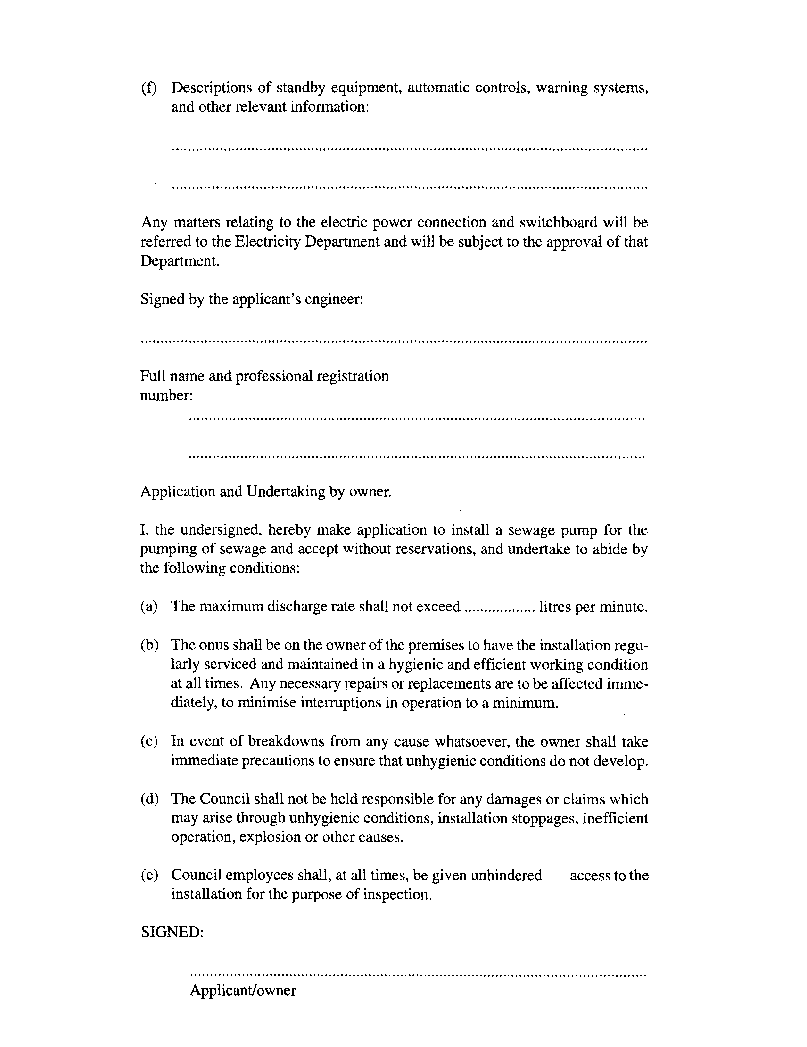 (f) Descriptions of standby equipment, automatic controls, warning systems,
and other relevant information:
....................................................................................................
....................................................................................................
Any matters relating to the electric power connection and switchboard will be
referred to the Electricity Department and will be subject to the approval of that
Department.
Signed by the applicant's engineer:
....................................................................................................
Full name and professional registration
number:
....................................................................................................
....................................................................................................
Application and Undertaking by owner.
I, the undersigned, hereby make application to install a sewage pump for the
pumping of sewage and accept without reservations, and undertake to abide by
the following conditions:
(a) The maximum discharge rate shall not exceed .................. litres per minute.
(b) The onus shall be on the owner of the premises to have the installation regu-
larly serviced and maintained in a hygienic and efficient working condition
at all times. Any necessary repairs or replacements are to be affected imme-
diately, to minimise interruptions in operation to a minimum.
(c) In event of breakdowns from any cause whatsoever, the owner shall take
immediate precautions to ensure that unhygienic conditions do not develop.
(d) The Council shall not be held responsible for any damages or claims which
may arise through unhygienic conditions, installation stoppages, inefficient
operation, explosion or other causes.
(e) Council employees shall, at all times, be given unhindered access to the
installation for the purpose of inspection.
SIGNED:
....................................................................................................
Applicant/owner